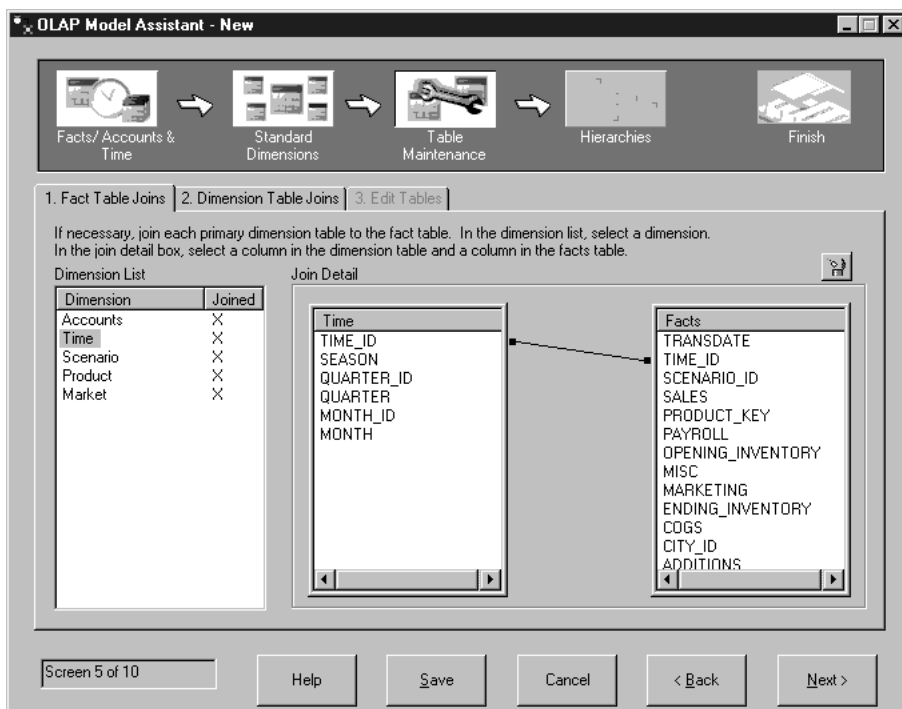 OLAP Model Assistant - New
Facts/ Accounts &
Time
Standard
Dimensions
Table
Maintenance
Hierarchies
Finish
1. Fact Table Joins
2. Dimension Table Joins
3. Edit Tables
If necessary, join each primary dimension table to the fact table. In the dimension list, select a dimension.
In the join detail box, select a column in the dimension table and a column in the facts table.
Dimension List
Dimension Joined
Accounts X
Time X
Scenario X
Product X
Market X
Join Detail
Time
TIME_ID
SEASON
QUARTER_ID
QUARTER
MONTH_ID
MONTH
Facts
TRANSDATE
TIME_ID
SCENARIO_ID
SALES
PRODUCT_KEY
PAYROLL
OPENING_INVENTORY
MISC
MARKETING
ENDING_INVENTORY
COGS
CITY_ID
ADDITIONS
Screen 5 of 10
Help
Save
Cancel
< Back
Next >